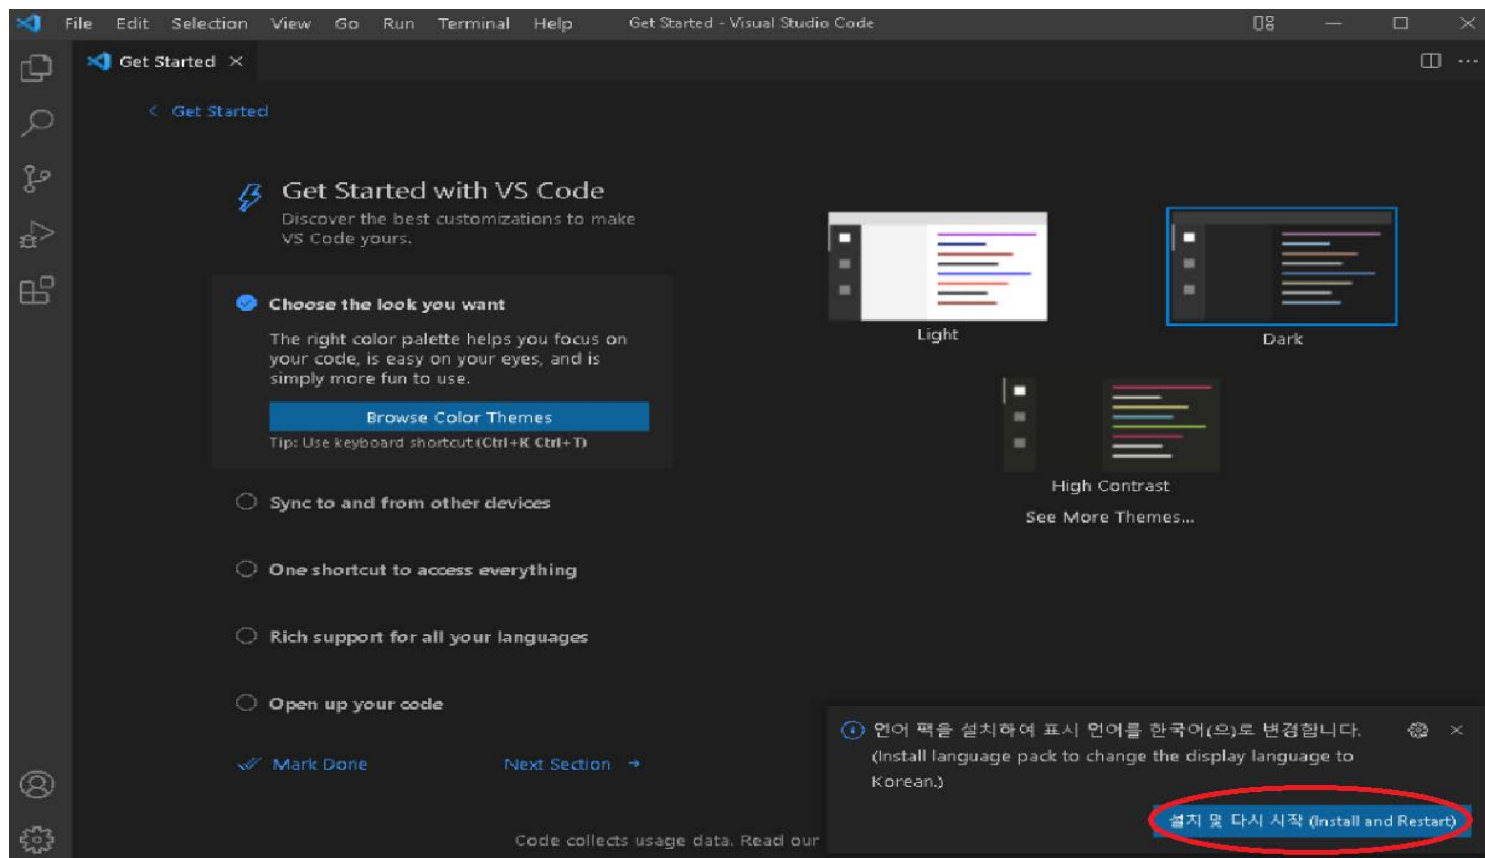 File Edit Selection View Go Run Terminal Help Get Started - Visual Studio Code
Get Started
Get Started
Get Started with VS Code
Discover the best customizations to make
VS Code yours.
Choose the look you want
The right color palette helps you focus on
your code, is easy on your eyes, and is
simply more fun to use.
Browse Color Themes
Tip: Use keyboard shortcut (Ctrl+K Ctrl+T)
Sync to and from other devices
One shortcut to access everything
Rich support for all your languages
Open up your code
Mark Done Next Section
Code collects usage data. Read our
Light
Dark
High Contrast
See More Themes...
언어 팩을 설치하여 표시 언어를 한국어(으)로 변경합니다.
(Install language pack to change the display language to
Korean.)
설치 및 다시 시작 (Install and Restart)